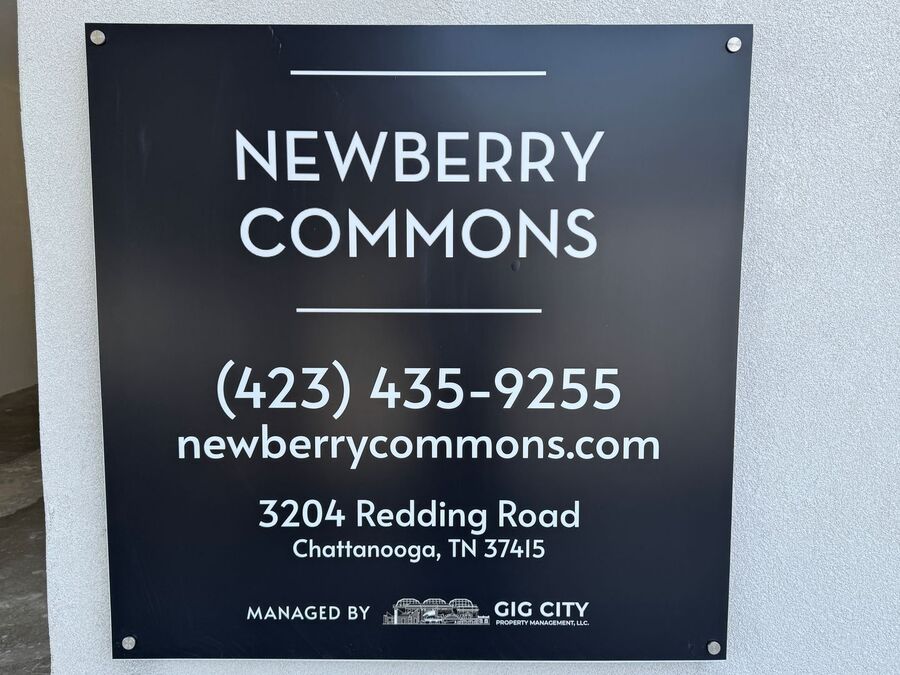 NEWBERRY
COMMONS
(423) 435-9255
newberrycommons.com
3204 Redding Road
Chattanooga, TN 37415
MANAGED BY GIG CITY
PROPERTY MANAGEMENT, LLC.